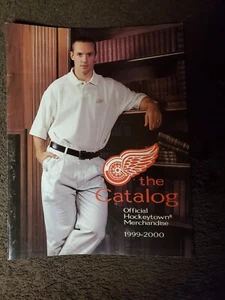 the
Catalog
Official
Hockeytown®
Merchandise
1999-2000